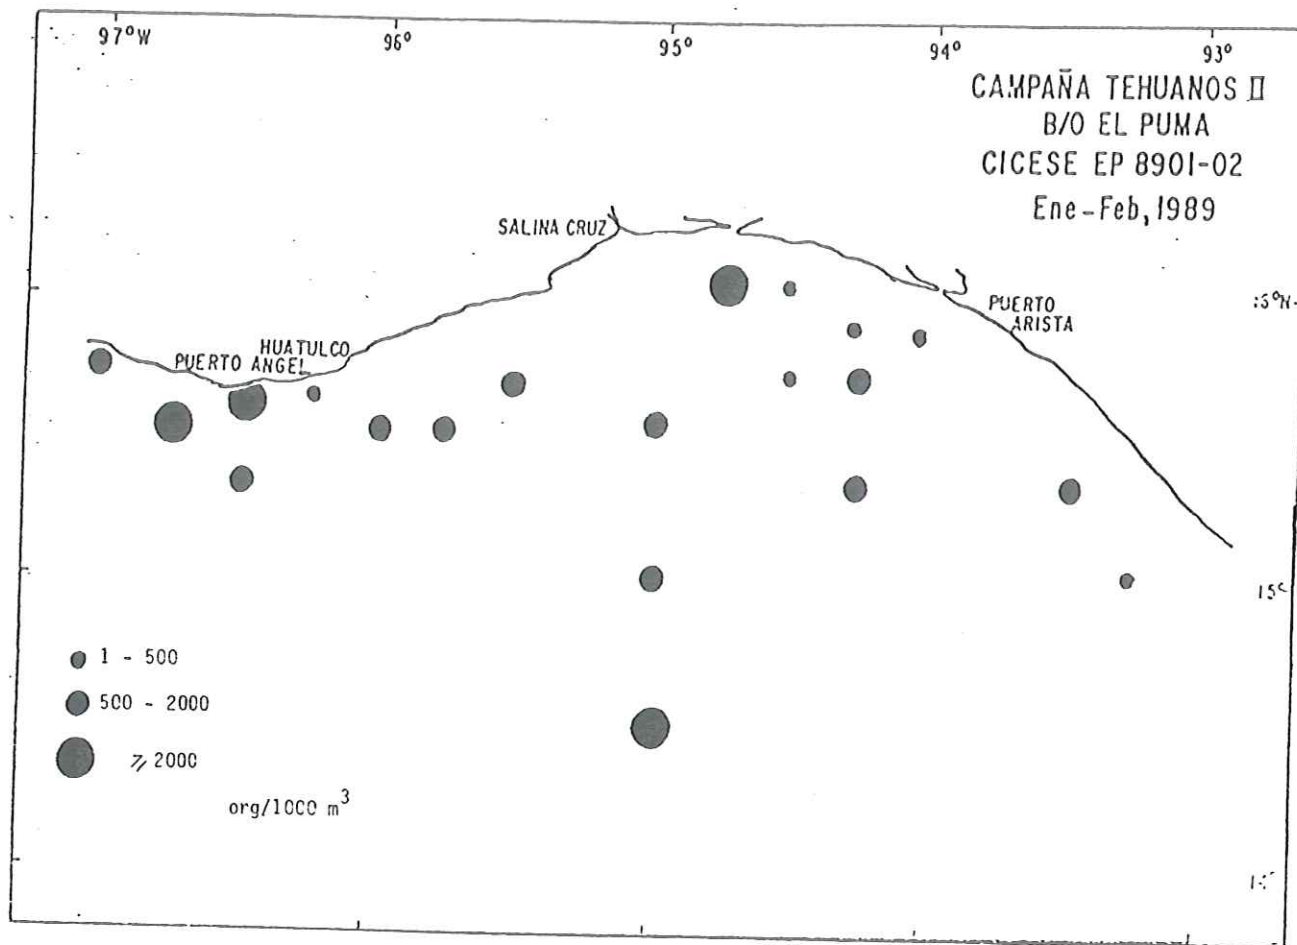 97°W 96° 95° 94° 93°
CAMPAÑA TEHUANOS II
B/O EL PUMA
CICESE EP 8901-02
Ene-Feb, 1989
SALINA CRUZ
PUERTO
ARISTA
HUATULCO
PUERTO ANGEL
1 - 500
500 - 2000
⩾ 2000
org/1000 m³